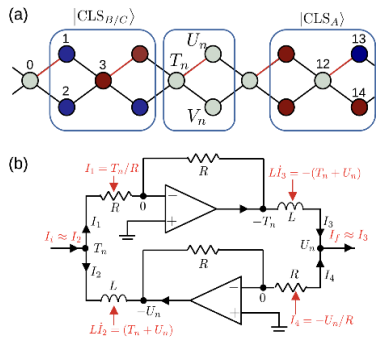 (a)
|CLS_{B/C}⟩
|CLS_A⟩
0
1
2
3
T_n
U_n
V_n
12
13
14
(b)
I_1 = T_n/R
R
LİI_3 = −(T_n + U_n)
R
0
−T_n
L
I_1
I_3
I_i ≈ I_2
T_n
U_n
I_f ≈ I_3
I_2
R
I_4
L
−U_n
0
R
Lİ_2 = (T_n + U_n)
I_4 = −U_n/R